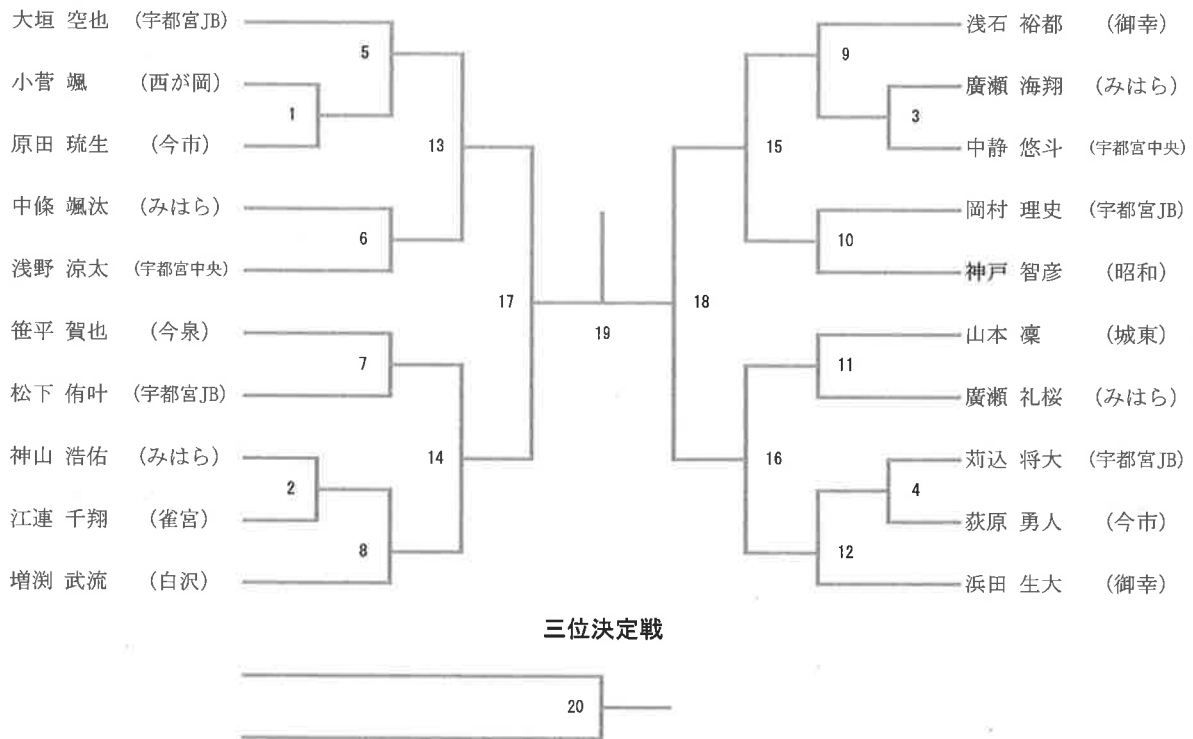 大垣 空也 (宇都宮JB)
小菅 颯 (西が岡)
原田 琉生 (今市)
中條 颯汰 (みはら)
浅野 涼太 (宇都宮中央)
笹平 賀也 (今泉)
松下 侑叶 (宇都宮JB)
神山 浩佑 (みはら)
江連 千翔 (雀宮)
増渕 武流 (白沢)
5
1
13
6
17
7
14
2
8
19
9
3
15
10
18
11
16
4
12
浅石 裕都 (御幸)
廣瀬 海翔 (みはら)
中静 悠斗 (宇都宮中央)
岡村 理史 (宇都宮JB)
神戸 智彦 (昭和)
山本 凜 (城東)
廣瀬 礼桜 (みはら)
苅込 将大 (宇都宮JB)
荻原 勇人 (今市)
浜田 生大 (御幸)
三位決定戦
20